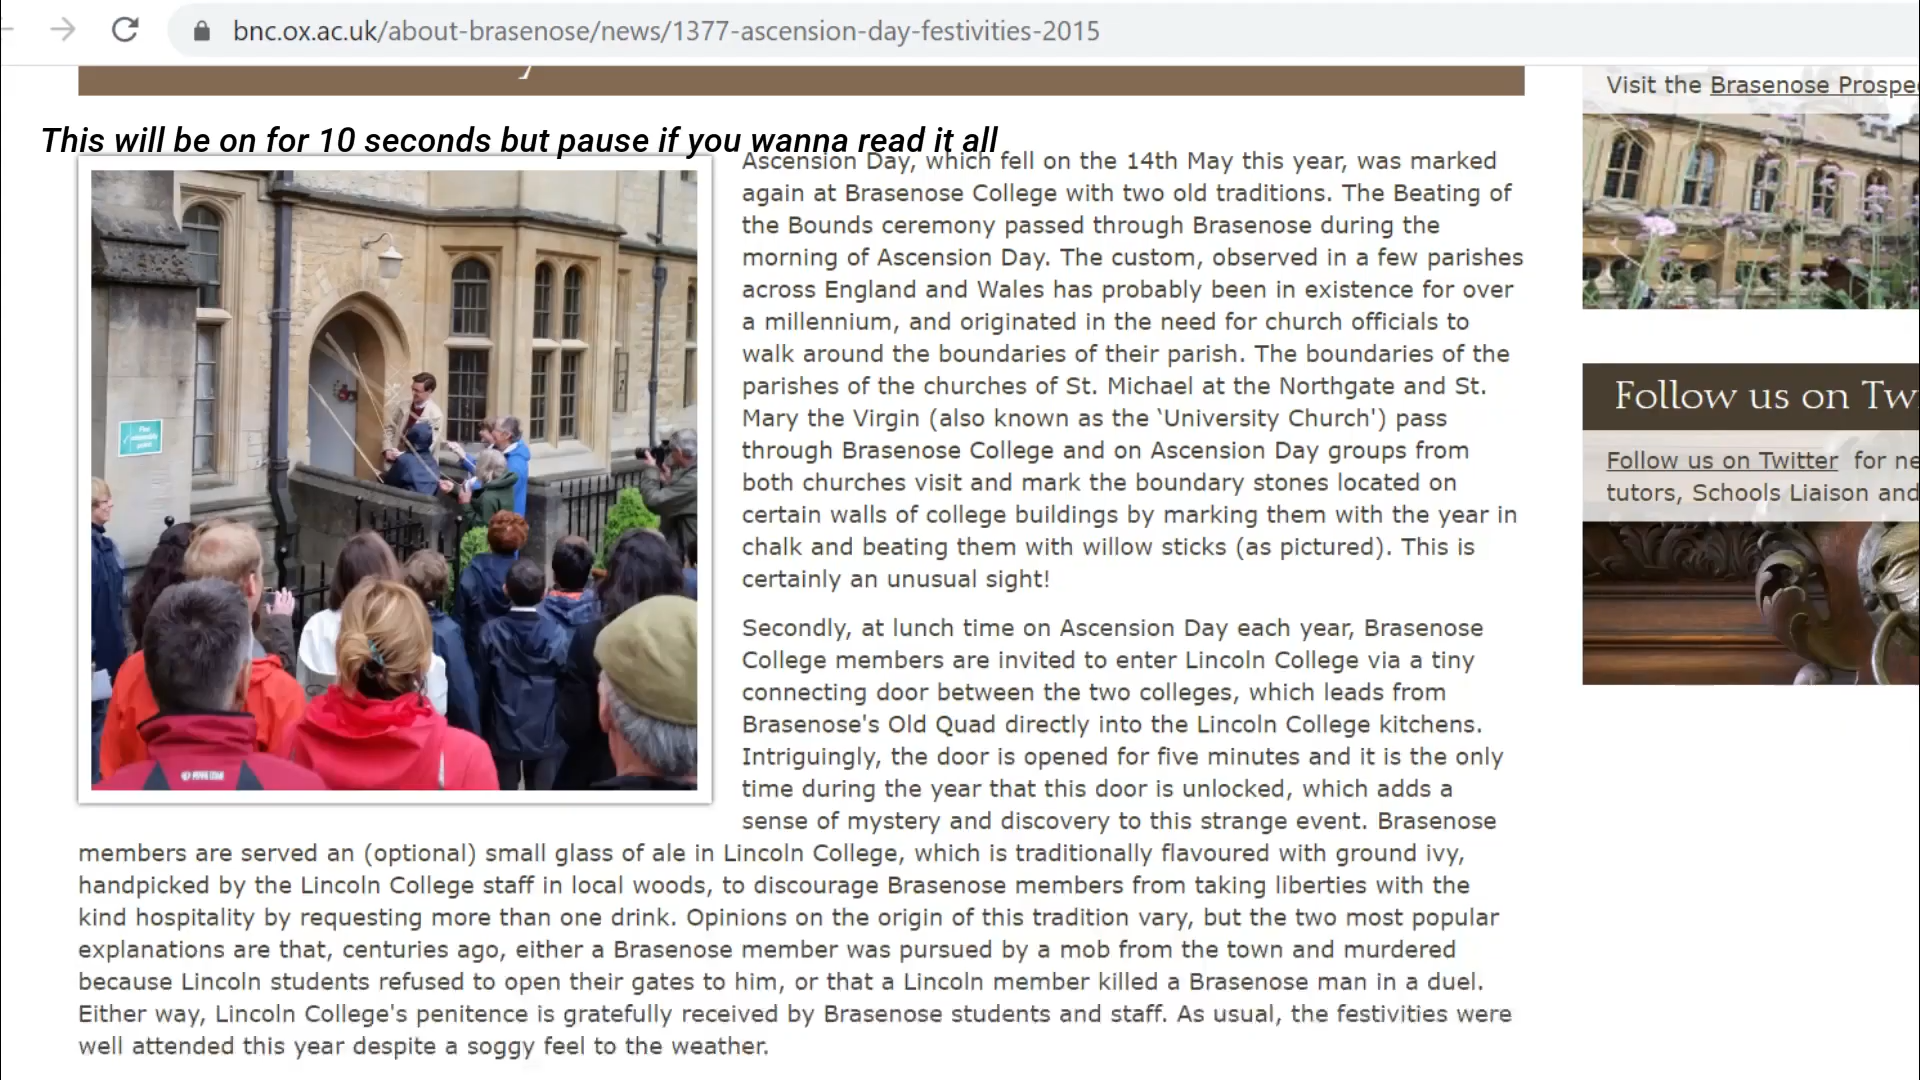 bnc.ox.ac.uk/about-brasenose/news/1377-ascension-day-festivities-2015
Visit the Brasenose Prospe
This will be on for 10 seconds but pause if you wanna read it all
Ascension Day, which fell on the 14th May this year, was marked
again at Brasenose College with two old traditions. The Beating of
the Bounds ceremony passed through Brasenose during the
morning of Ascension Day. The custom, observed in a few parishes
across England and Wales has probably been in existence for over
a millennium, and originated in the need for church officials to
walk around the boundaries of their parish. The boundaries of the
parishes of the churches of St. Michael at the Northgate and St.
Mary the Virgin (also known as the ‘University Church') pass
through Brasenose College and on Ascension Day groups from
both churches visit and mark the boundary stones located on
certain walls of college buildings by marking them with the year in
chalk and beating them with willow sticks (as pictured). This is
certainly an unusual sight!
Secondly, at lunch time on Ascension Day each year, Brasenose
College members are invited to enter Lincoln College via a tiny
connecting door between the two colleges, which leads from
Brasenose's Old Quad directly into the Lincoln College kitchens.
Intriguingly, the door is opened for five minutes and it is the only
time during the year that this door is unlocked, which adds a
sense of mystery and discovery to this strange event. Brasenose
members are served an (optional) small glass of ale in Lincoln College, which is traditionally flavoured with ground ivy,
handpicked by the Lincoln College staff in local woods, to discourage Brasenose members from taking liberties with the
kind hospitality by requesting more than one drink. Opinions on the origin of this tradition vary, but the two most popular
explanations are that, centuries ago, either a Brasenose member was pursued by a mob from the town and murdered
because Lincoln students refused to open their gates to him, or that a Lincoln member killed a Brasenose man in a duel.
Either way, Lincoln College's penitence is gratefully received by Brasenose students and staff. As usual, the festivities were
well attended this year despite a soggy feel to the weather.
Follow us on Tw
Follow us on Twitter for ne
tutors, Schools Liaison and